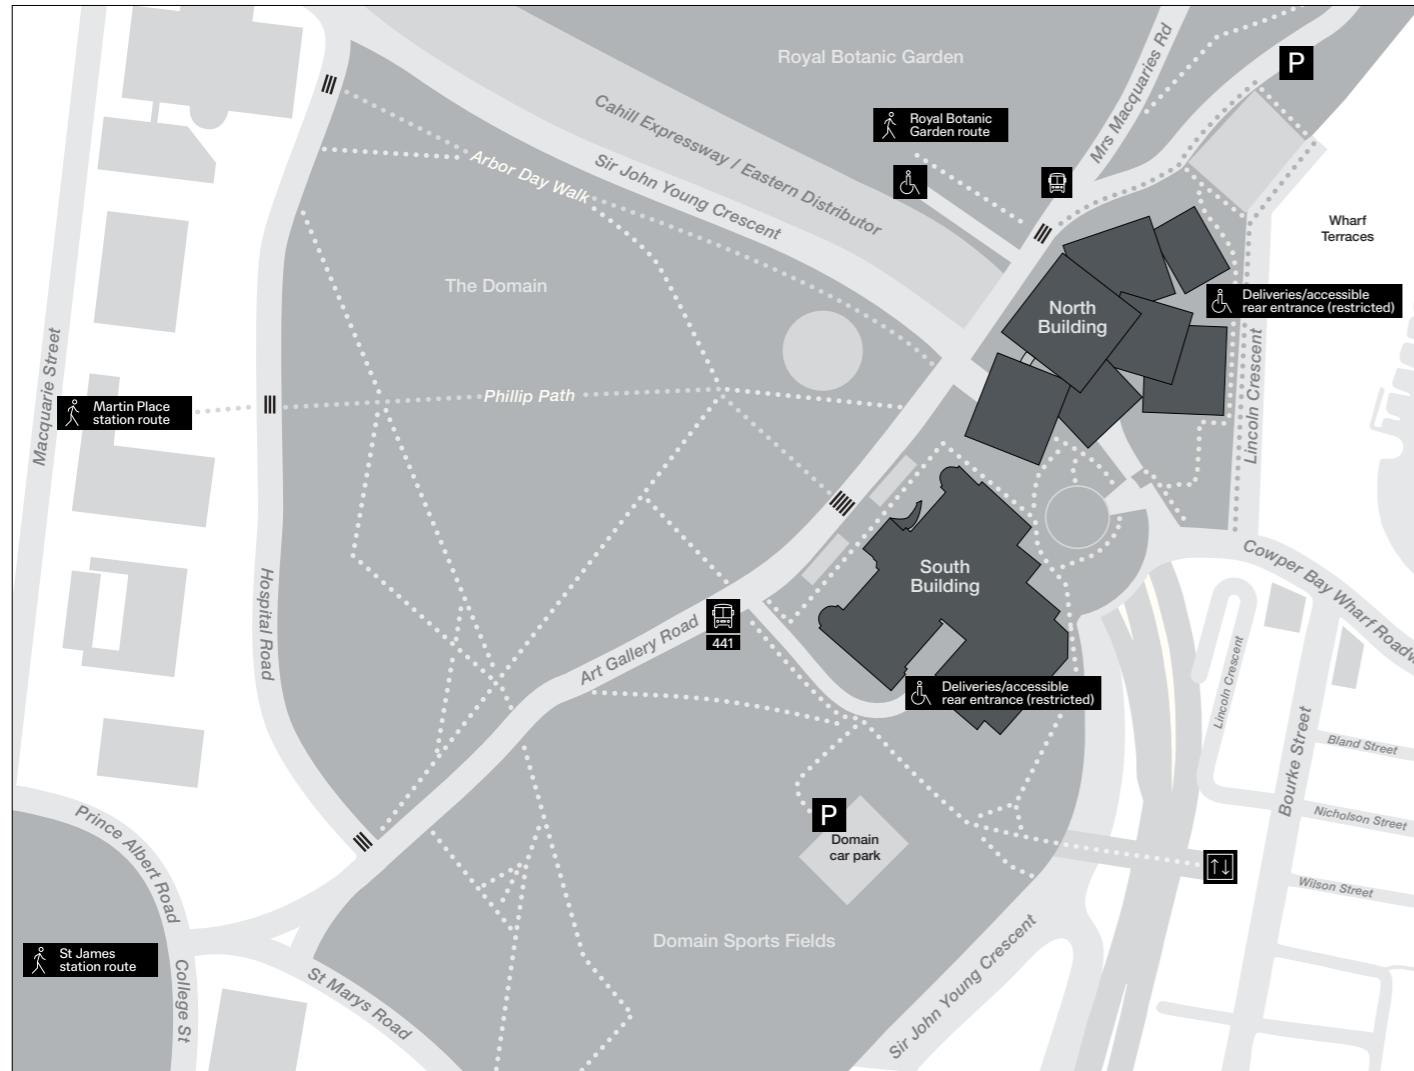 Royal Botanic Garden
P
Mrs Macquaries Rd
Cahill Expressway / Eastern Distributor
Royal Botanic
Garden route
Arbor Day Walk
Sir John Young Crescent
Wharf
Terraces
The Domain
Deliveries/accessible
rear entrance (restricted)
North
Building
Macquarie Street
Lincoln Crescent
Phillip Path
Martin Place
station route
Hospital Road
South
Building
Cowper Bay Wharf Roadw
441
Art Gallery Road
Lincoln Crescent
Deliveries/accessible
rear entrance (restricted)
Bourke Street
Bland Street
P
Domain
car park
Nicholson Street
Prince Albert Road
Wilson Street
Domain Sports Fields
St James
station route
College St
St Marys Road
Sir John Young Crescent